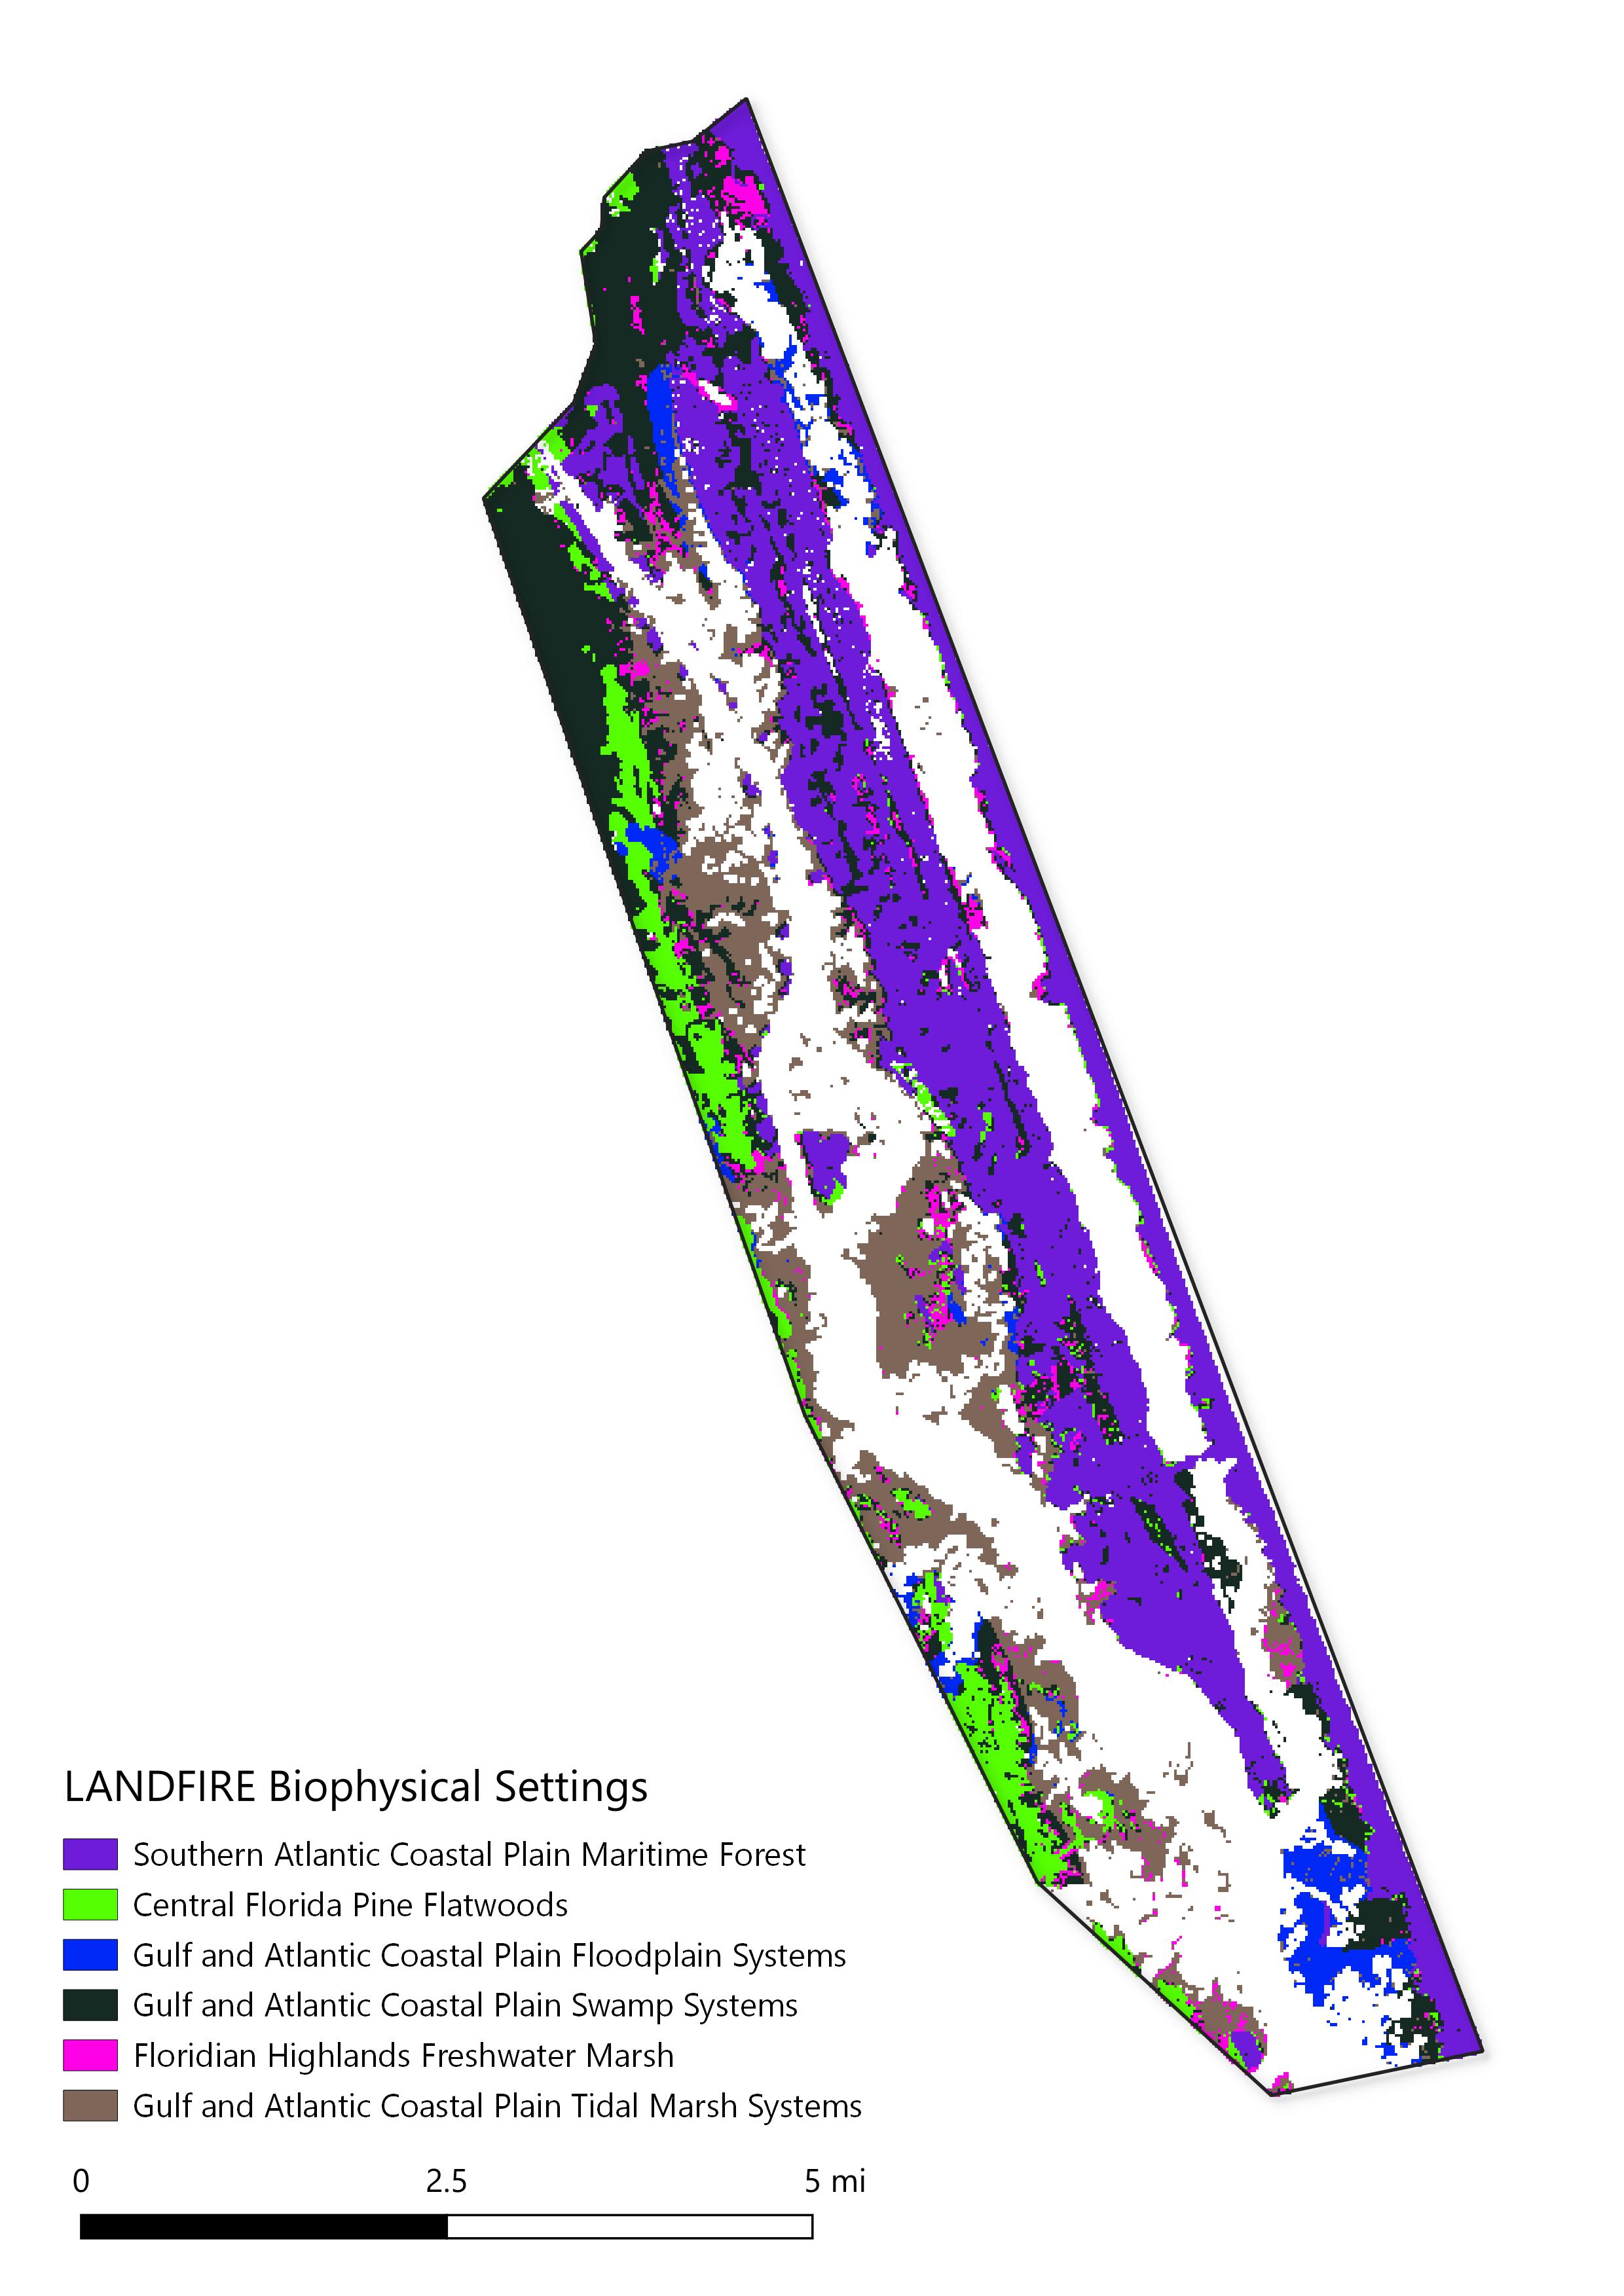 LANDFIRE Biophysical Settings
Southern Atlantic Coastal Plain Maritime Forest
Central Florida Pine Flatwoods
Gulf and Atlantic Coastal Plain Floodplain Systems
Gulf and Atlantic Coastal Plain Swamp Systems
Floridian Highlands Freshwater Marsh
Gulf and Atlantic Coastal Plain Tidal Marsh Systems
0 2.5 5 mi